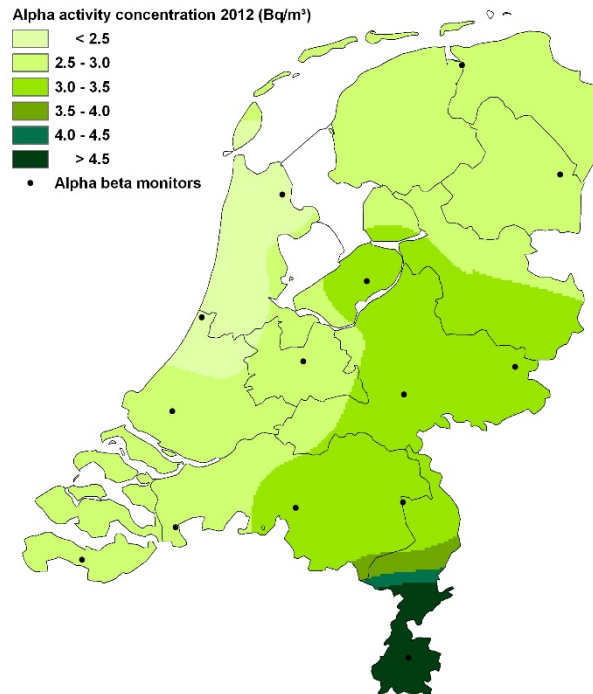 Alpha activity concentration 2012 (Bq/m³)
< 2.5
2.5 - 3.0
3.0 - 3.5
3.5 - 4.0
4.0 - 4.5
> 4.5
Alpha beta monitors